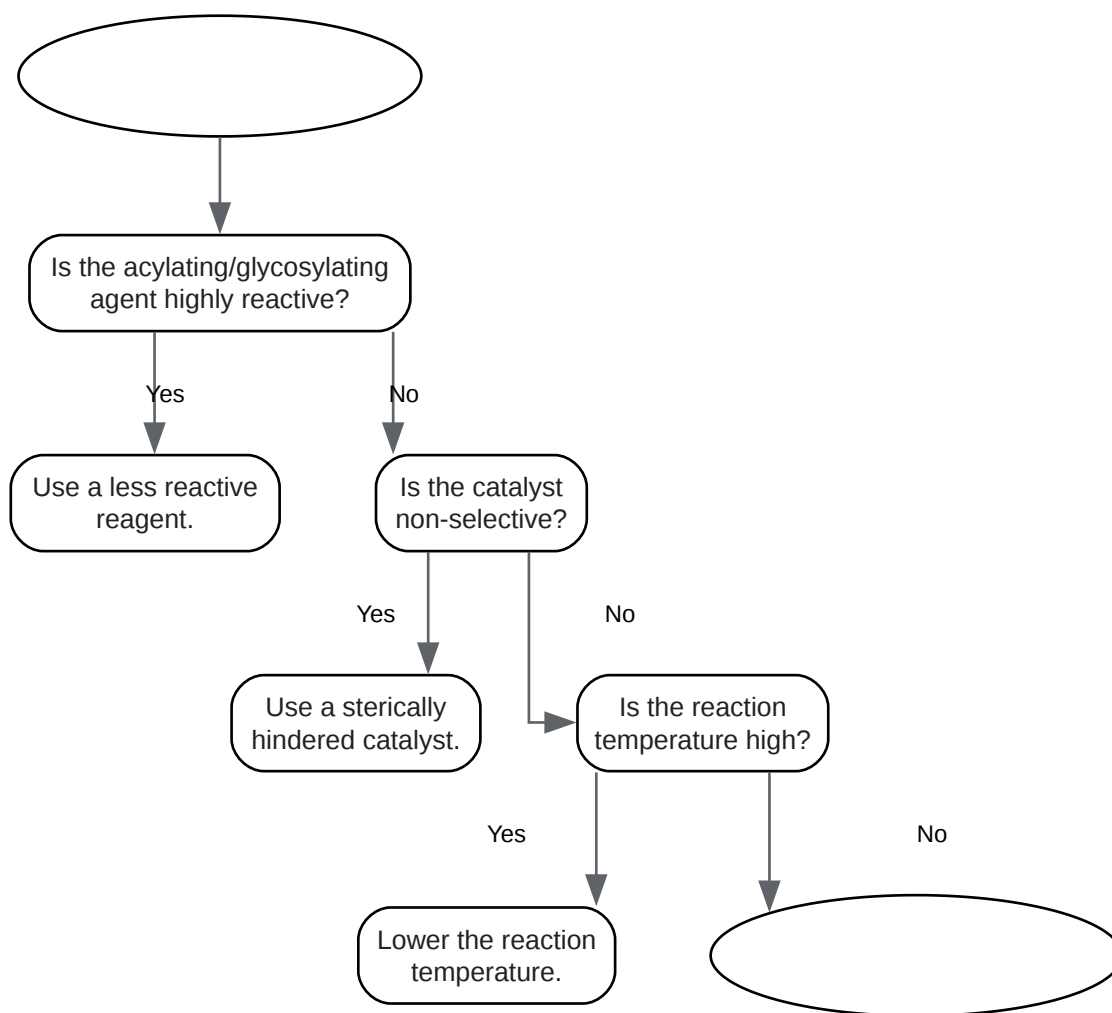 Is the acylating/glycosylating
agent highly reactive?
Yes
No
Use a less reactive
reagent.
Is the catalyst
non-selective?
Yes
No
Use a sterically
hindered catalyst.
Is the reaction
temperature high?
Yes
No
Lower the reaction
temperature.